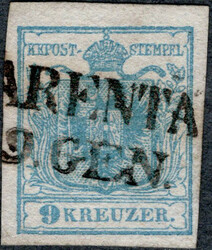 KKPOST-STEMPEL
ARENTA
9. GEN.
9 KREUZER.